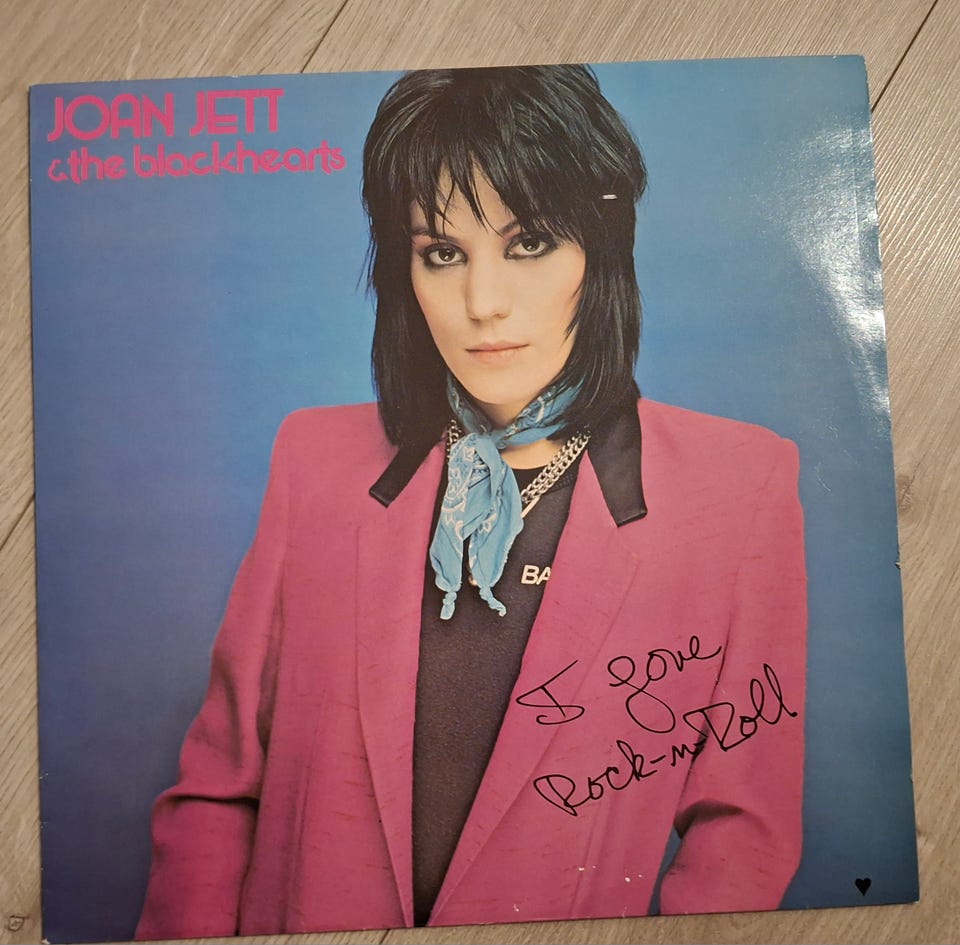 JOAN JETT
& the blackhearts
BA
I Love
Rock-n Roll